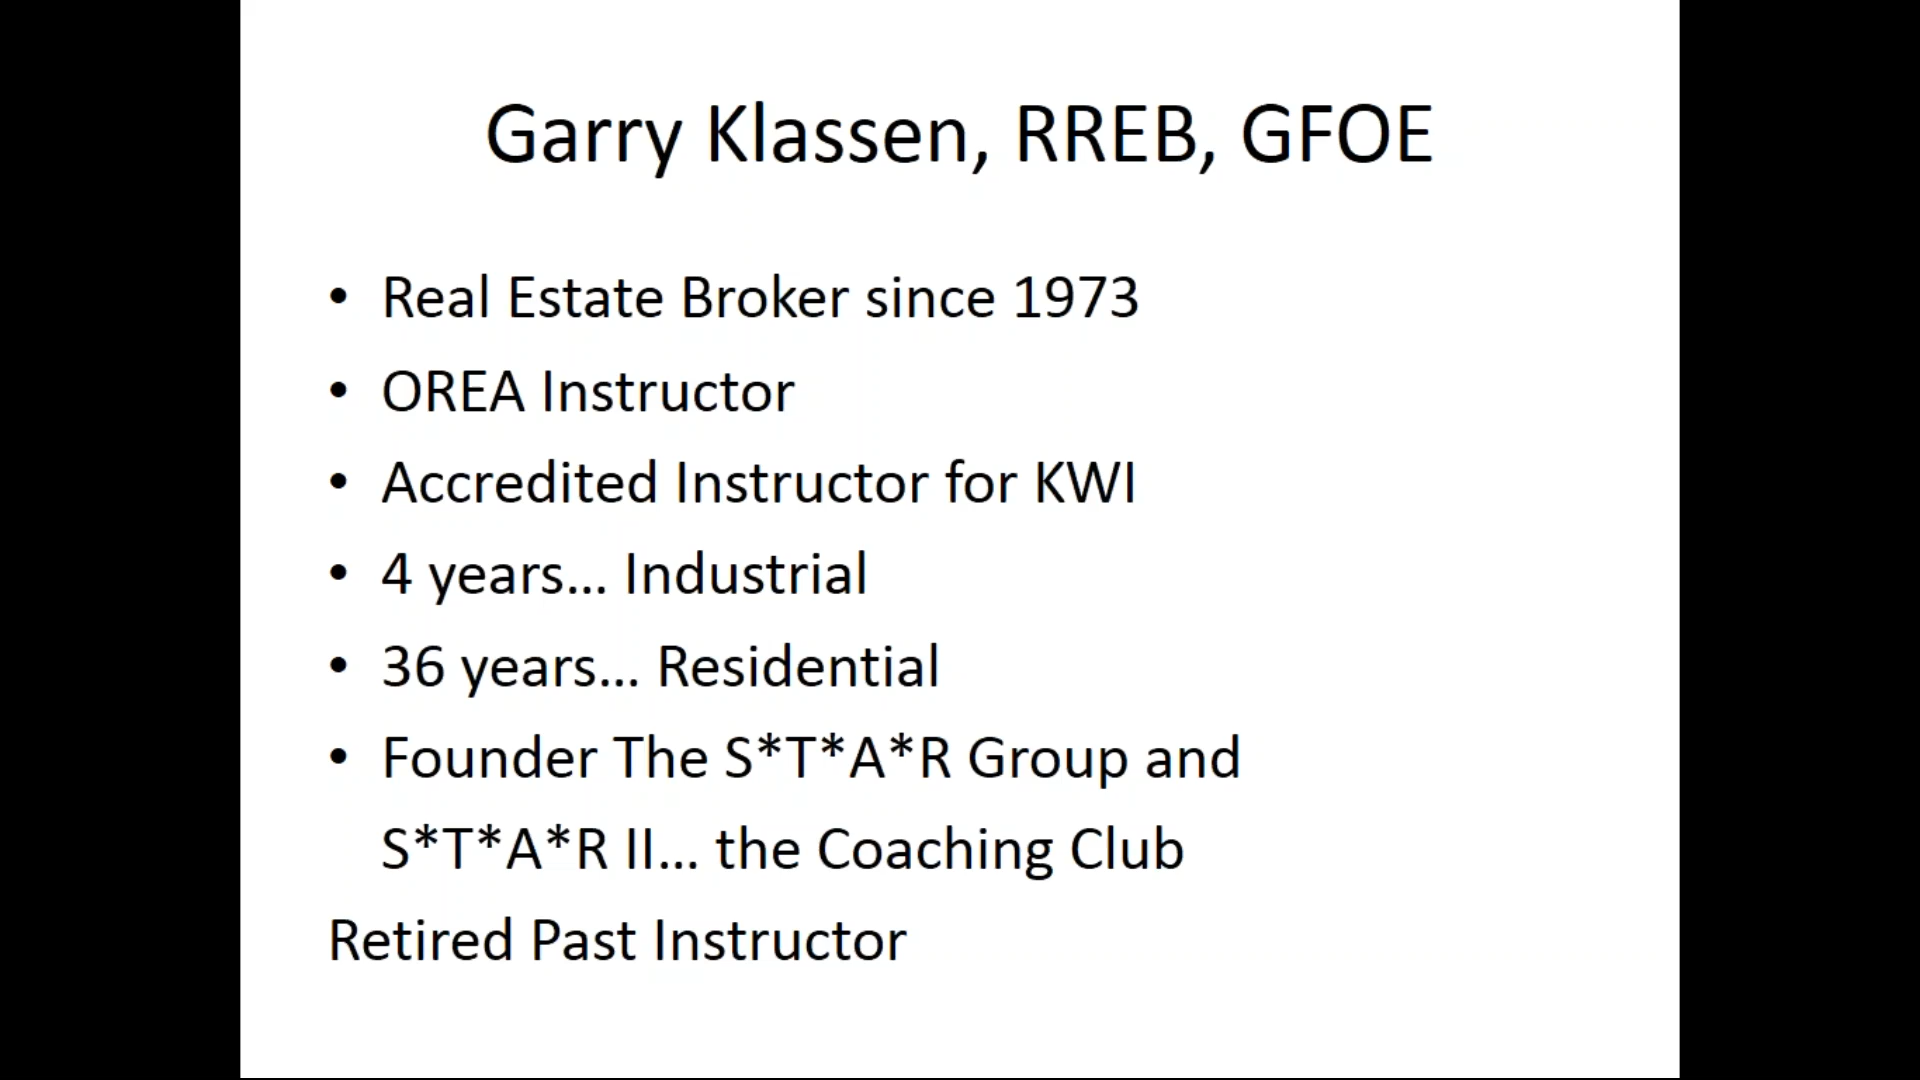 Garry Klassen, RREB, GFOE
• Real Estate Broker since 1973
• OREA Instructor
• Accredited Instructor for KWI
• 4 years... Industrial
• 36 years... Residential
• Founder The S*T*A*R Group and
S*T*A*R II... the Coaching Club
Retired Past Instructor